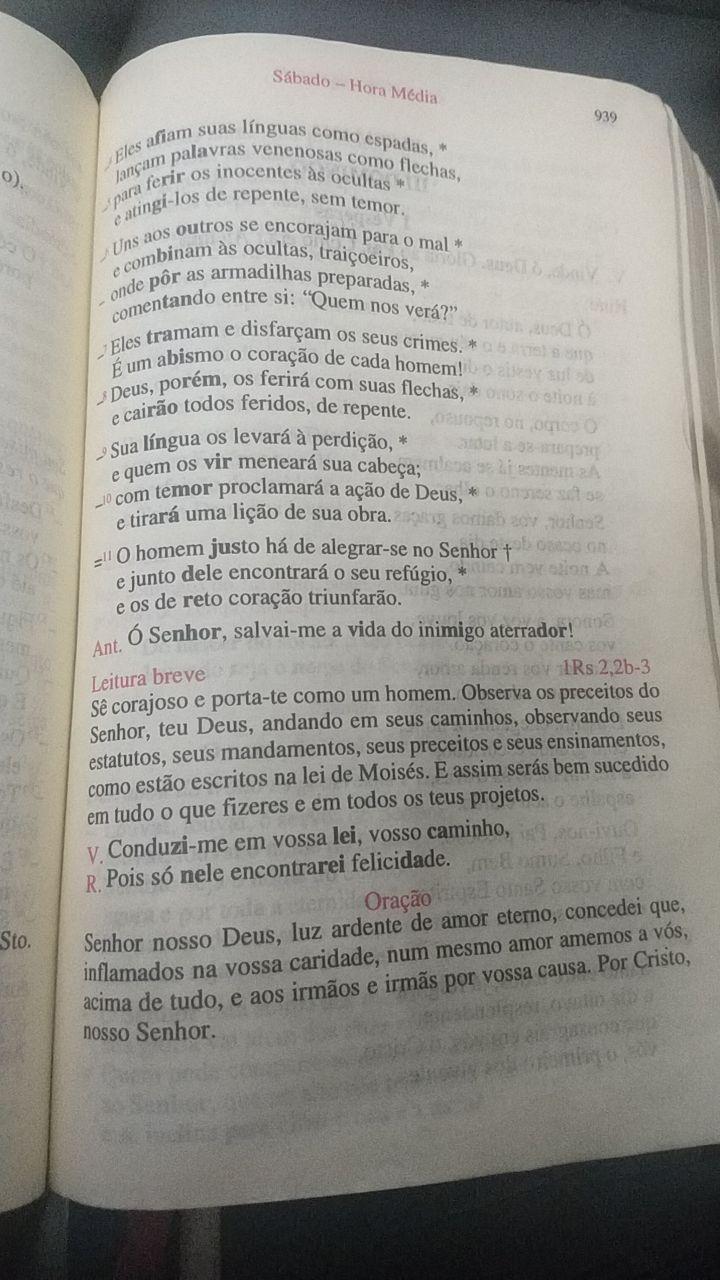 Sábado – Hora Média
939
Eles afiam suas línguas como espadas, *
lançam palavras venenosas como flechas,
para ferir os inocentes às ocultas *
e atingi-los de repente, sem temor.
Uns aos outros se encorajam para o mal *
e combinam às ocultas, traiçoeiros,
– onde pôr as armadilhas preparadas, *
comentando entre si: “Quem nos verá?”
–7 Eles tramam e disfarçam os seus crimes. *
É um abismo o coração de cada homem!
–8 Deus, porém, os ferirá com suas flechas, *
e cairão todos feridos, de repente.
–9 Sua língua os levará à perdição, *
e quem os vir meneará sua cabeça;
–10 com temor proclamará a ação de Deus, *
e tirará uma lição de sua obra.
=11 O homem justo há de alegrar-se no Senhor †
e junto dele encontrará o seu refúgio, *
e os de reto coração triunfarão.
Ant. Ó Senhor, salvai-me a vida do inimigo aterrador!
Leitura breve 1Rs 2,2b-3
Sê corajoso e porta-te como um homem. Observa os preceitos do
Senhor, teu Deus, andando em seus caminhos, observando seus
estatutos, seus mandamentos, seus preceitos e seus ensinamentos,
como estão escritos na lei de Moisés. E assim serás bem sucedido
em tudo o que fizeres e em todos os teus projetos.
V. Conduzi-me em vossa lei, vosso caminho,
R. Pois só nele encontrarei felicidade.
Oração
Senhor nosso Deus, luz ardente de amor eterno, concedei que,
inflamados na vossa caridade, num mesmo amor amemos a vós,
acima de tudo, e aos irmãos e irmãs por vossa causa. Por Cristo,
nosso Senhor.
o).
Sto.